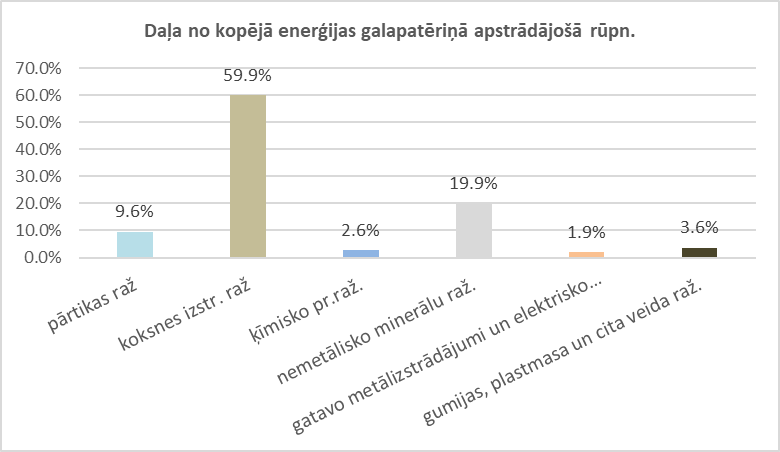 Daļa no kopējā enerģijas galapatēriņā apstrādājošā rūpn.
70.0%
60.0%
50.0%
40.0%
30.0%
20.0%
10.0%
0.0%
9.6%
59.9%
2.6%
19.9%
1.9%
3.6%
pārtikas raž
koksnes izstr. raž
ķīmisko pr.raž.
nemetālisko minerālu raž.
gatavo metālizstrādājumi un elektrisko...
gumijas, plastmasa un cita veida raž.